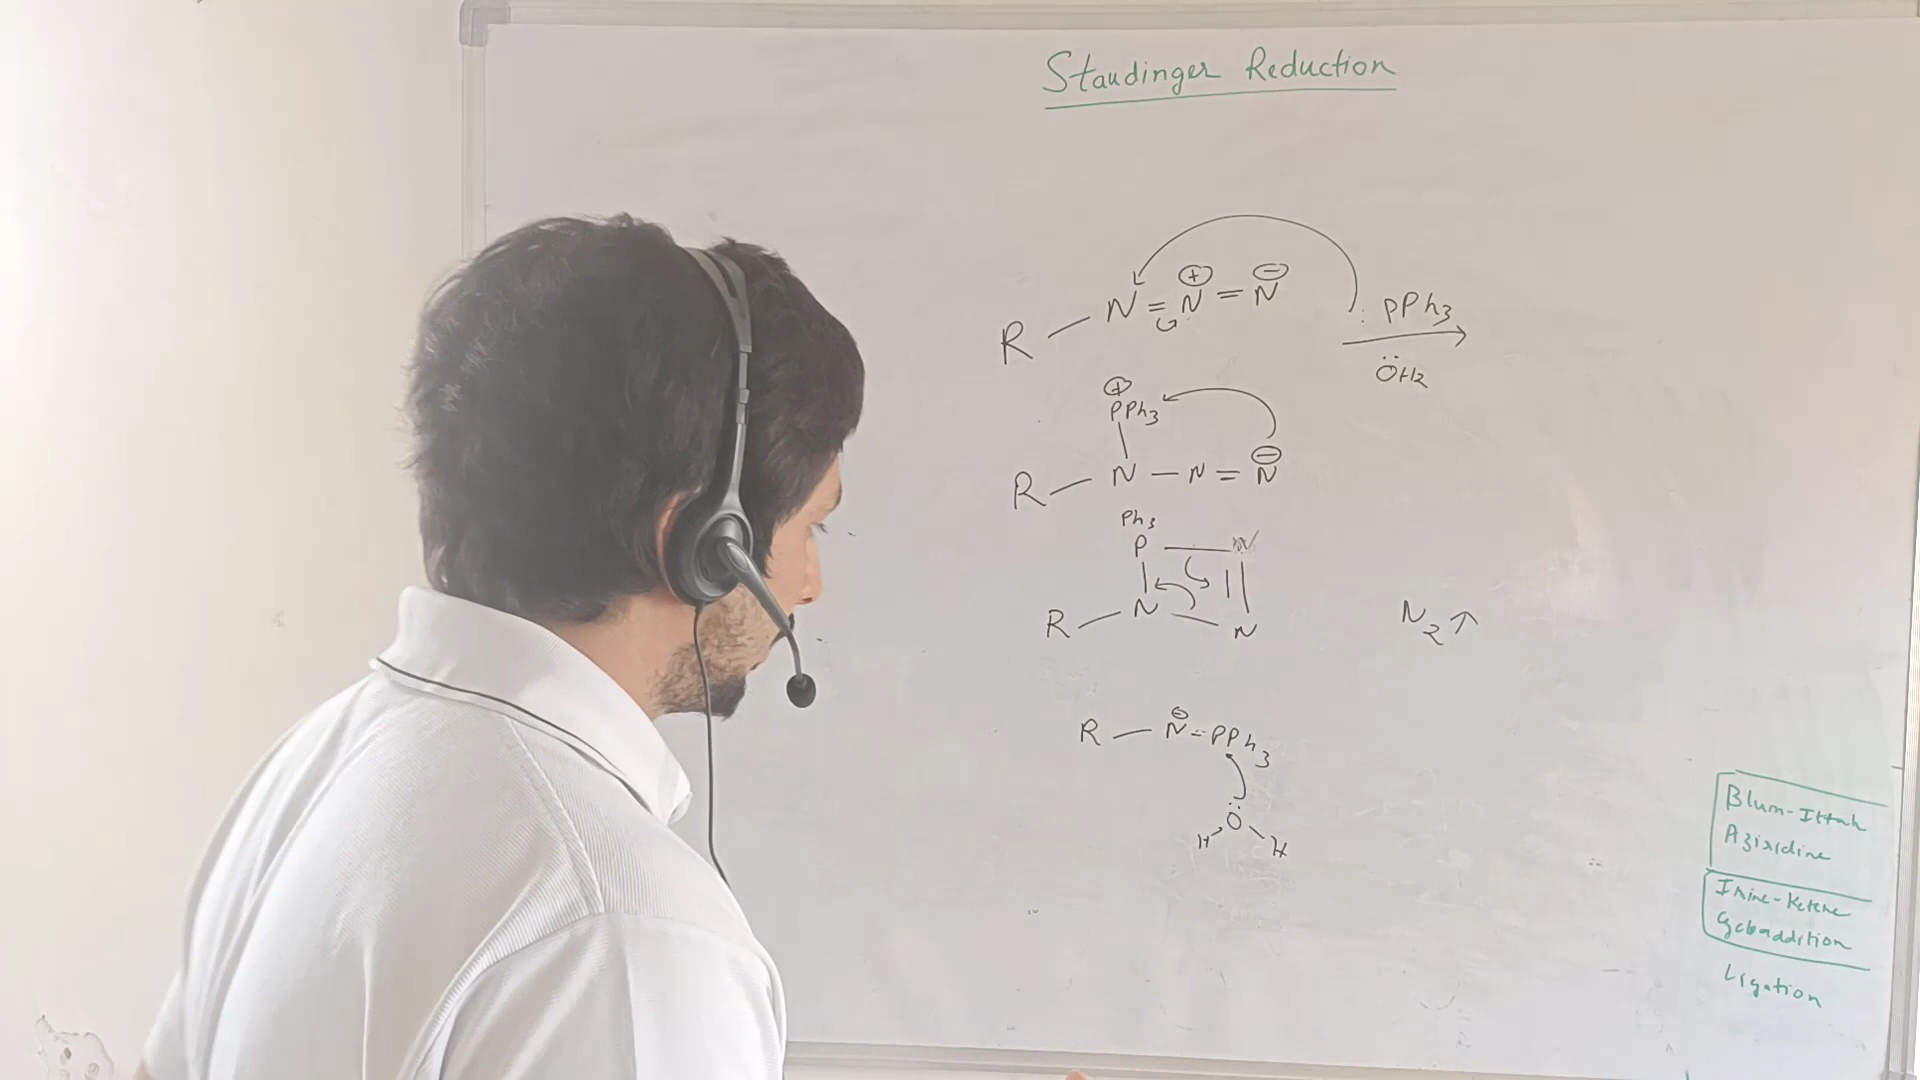 Staudinger Reduction
R — N = N⊕ = N⊖
: PPh3
ÖH2
⊕
PPh3
R — N — N = N⊖
Ph3
P — N
R — N — N
N2 ↑
R — N⊖ = PPh3
Ö
H H
Blum-Ittah
Aziridine
Imine-Ketene
Cycloaddition
Ligation